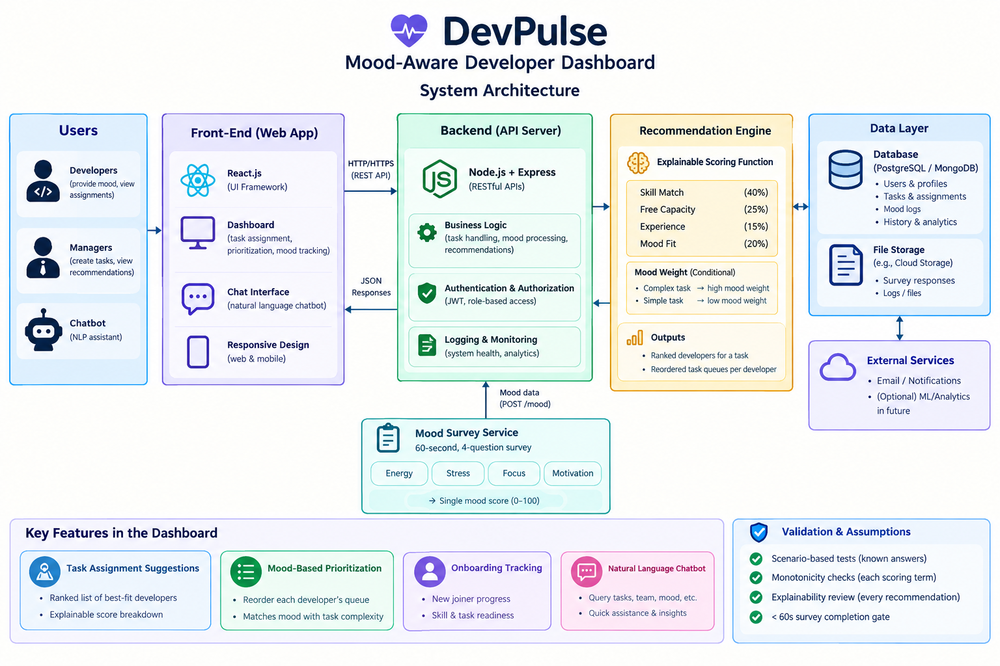 DevPulse
Mood-Aware Developer Dashboard
System Architecture
Users
Developers
(provide mood, view
assignments)
Managers
(create tasks, view
recommendations)
Chatbot
(NLP assistant)
Front-End (Web App)
React.js
(UI Framework)
Dashboard
(task assignment,
prioritization, mood tracking)
Chat Interface
(natural language chatbot)
Responsive Design
(web & mobile)
HTTP/HTTPS
(REST API)
JSON
Responses
Backend (API Server)
JS
Node.js + Express
(RESTful APIs)
Business Logic
(task handling, mood processing,
recommendations)
Authentication & Authorization
(JWT, role-based access)
Logging & Monitoring
(system health, analytics)
Recommendation Engine
Explainable Scoring Function
Skill Match (40%)
Free Capacity (25%)
Experience (15%)
Mood Fit (20%)
Mood Weight (Conditional)
• Complex task → high mood weight
• Simple task → low mood weight
Outputs
• Ranked developers for a task
• Reordered task queues per developer
Data Layer
Database
(PostgreSQL / MongoDB)
• Users & profiles
• Tasks & assignments
• Mood logs
• History & analytics
File Storage
(e.g., Cloud Storage)
• Survey responses
• Logs / files
External Services
• Email / Notifications
• (Optional) ML/Analytics
in future
Mood data
(POST /mood)
Mood Survey Service
60-second, 4-question survey
Energy
Stress
Focus
Motivation
→ Single mood score (0–100)
Key Features in the Dashboard
Task Assignment Suggestions
• Ranked list of best-fit developers
• Explainable score breakdown
Mood-Based Prioritization
• Reorder each developer's queue
• Matches mood with task complexity
Onboarding Tracking
• New joiner progress
• Skill & task readiness
Natural Language Chatbot
• Query tasks, team, mood, etc.
• Quick assistance & insights
Validation & Assumptions
Scenario-based tests (known answers)
Monotonicity checks (each scoring term)
Explainability review (every recommendation)
< 60s survey completion gate